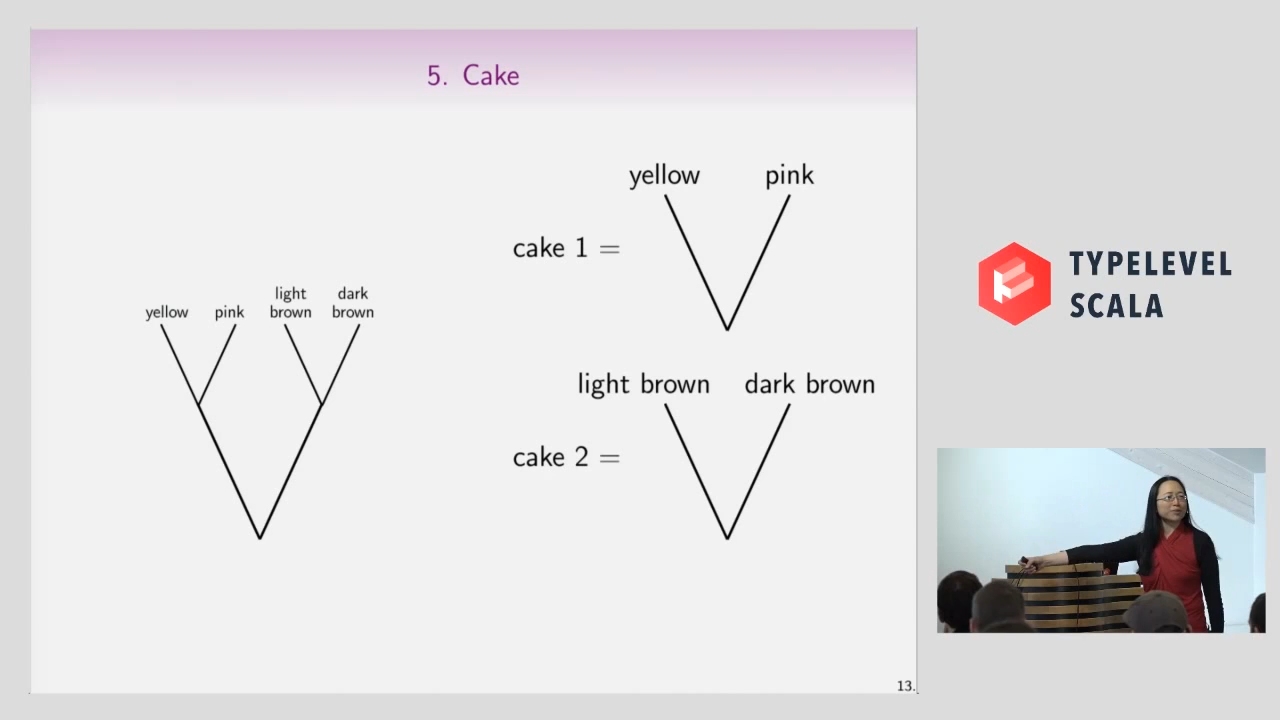 5. Cake
yellow pink
cake 1 =
light brown dark brown
cake 2 =
yellow pink light brown dark brown
13.
TYPELEVEL
SCALA